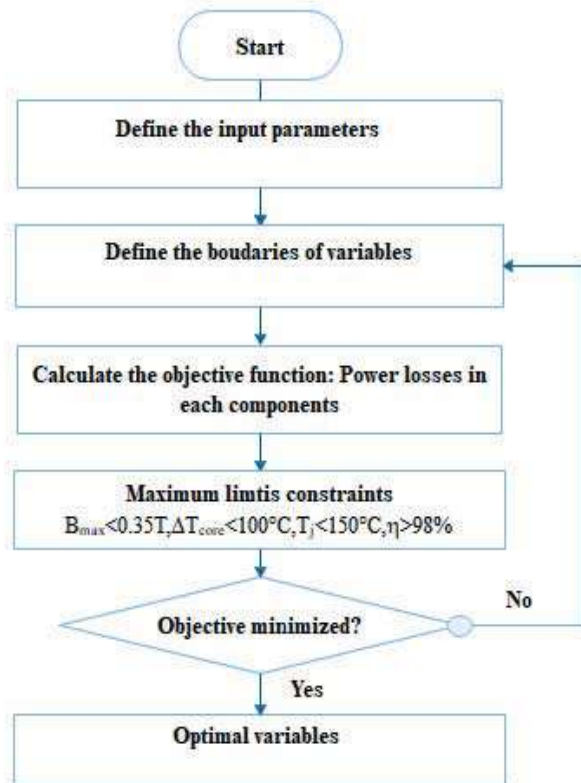 Start
Define the input parameters
Define the boudaries of variables
Calculate the objective function: Power losses in
each components
Maximum limtis constraints
Bmax<0.35T,ΔTcore<100°C,Tj<150°C,η>98%
Objective minimized?
No
Yes
Optimal variables